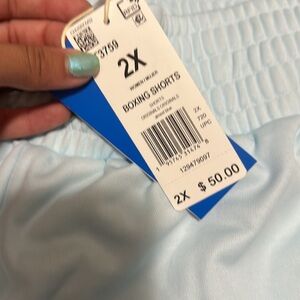 3759
2X
WOMEN / MUJER
BOXING SHORTS
SHORTS
2X
720
UPC
129479097
2X $ 50.00